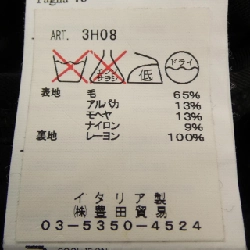 ART. 3H08
低 ドライ
表地 毛 65%
アルパカ 13%
モヘヤ 13%
ナイロン 9%
裏地 レーヨン 100%
イタリア製
㈱ 豊田貿易
03-5350-4524